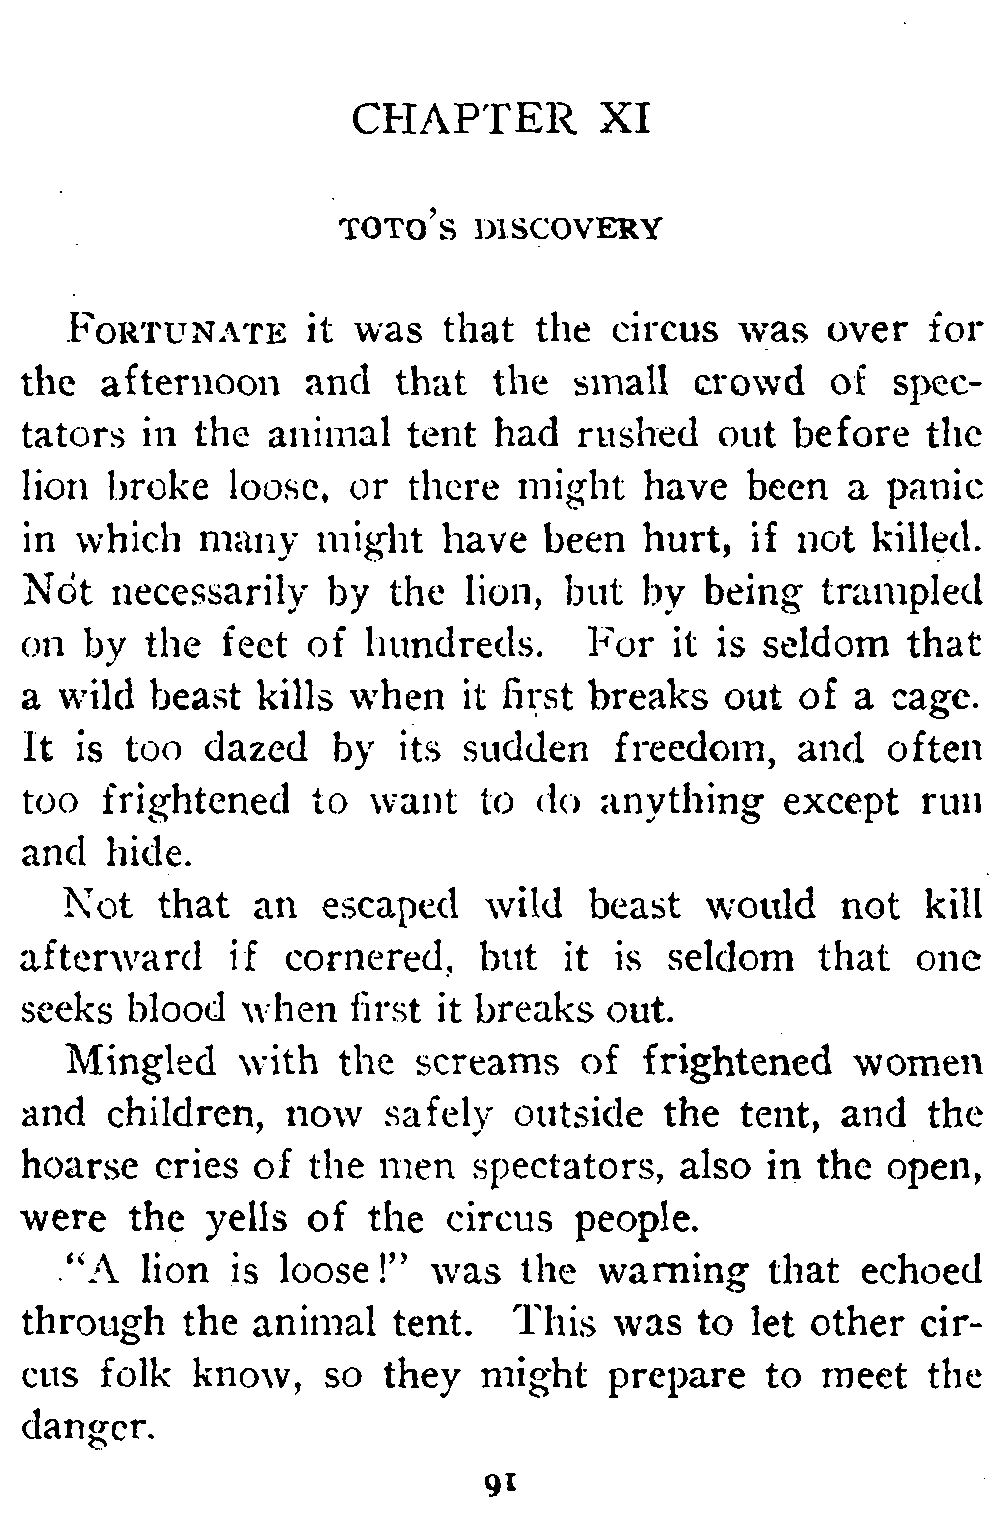 CHAPTER XI
TOTO'S DISCOVERY
FORTUNATE it was that the circus was over for
the afternoon and that the small crowd of spec-
tators in the animal tent had rushed out before the
lion broke loose, or there might have been a panic
in which many might have been hurt, if not killed.
Not necessarily by the lion, but by being trampled
on by the feet of hundreds. For it is seldom that
a wild beast kills when it first breaks out of a cage.
It is too dazed by its sudden freedom, and often
too frightened to want to do anything except run
and hide.
Not that an escaped wild beast would not kill
afterward if cornered, but it is seldom that one
seeks blood when first it breaks out.
Mingled with the screams of frightened women
and children, now safely outside the tent, and the
hoarse cries of the men spectators, also in the open,
were the yells of the circus people.
"A lion is loose!" was the warning that echoed
through the animal tent. This was to let other cir-
cus folk know, so they might prepare to meet the
danger.
91